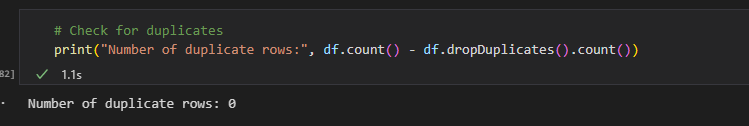 # Check for duplicates
print("Number of duplicate rows:", df.count() - df.dropDuplicates().count())
82]
1.1s
Number of duplicate rows: 0